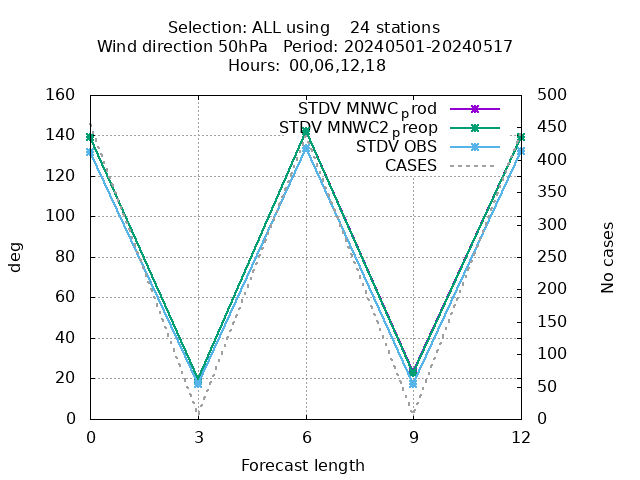 Selection: ALL using 24 stations
Wind direction 50hPa Period: 20240501-20240517
Hours: 00,06,12,18
160 500
STDV MNWCprod
STDV MNWC2preop
STDV OBS
CASES
140
120
100
80
60
40
20
0
450
400
350
300
250
200
150
100
50
0
deg
No cases
0 3 6 9 12
Forecast length